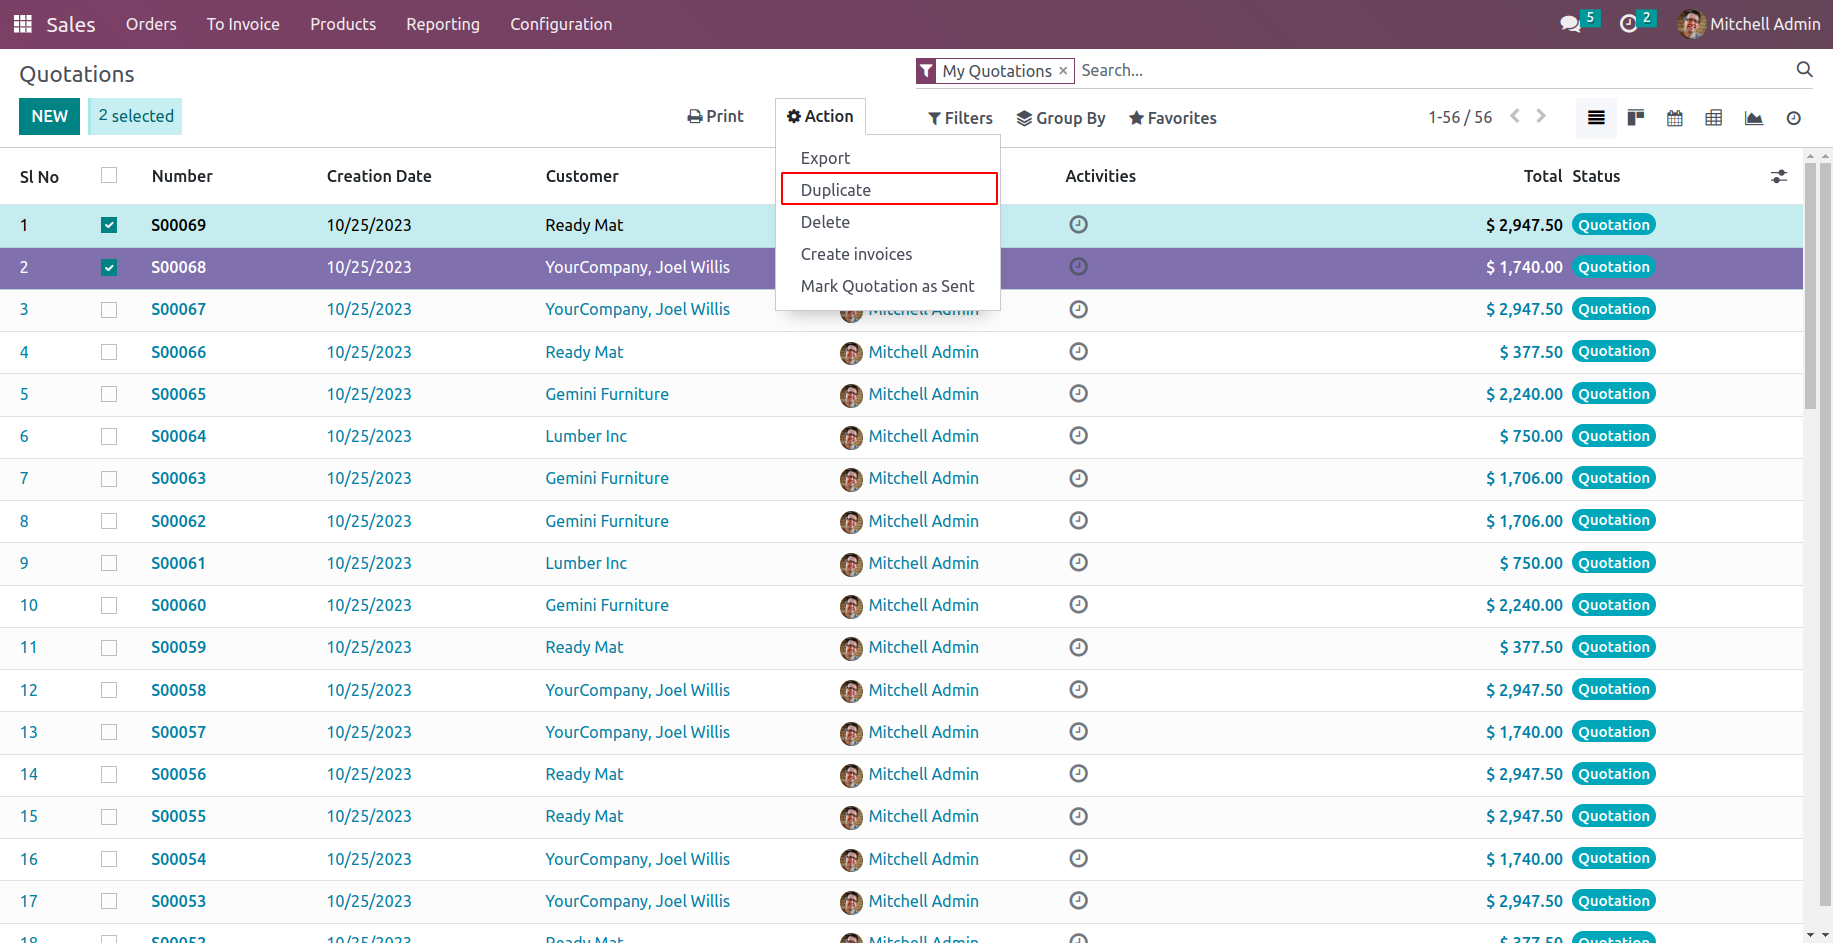 Sales Orders To Invoice Products Reporting Configuration 5 2 Mitchell Admin
Quotations My Quotations × Search...
NEW 2 selected Print Action Filters Group By Favorites 1-56 / 56
Export
Duplicate
Delete
Create invoices
Mark Quotation as Sent
Sl No Number Creation Date Customer Activities Total Status
1 S00069 10/25/2023 Ready Mat $ 2,947.50 Quotation
2 S00068 10/25/2023 YourCompany, Joel Willis $ 1,740.00 Quotation
3 S00067 10/25/2023 YourCompany, Joel Willis Mitchell Admin $ 2,947.50 Quotation
4 S00066 10/25/2023 Ready Mat Mitchell Admin $ 377.50 Quotation
5 S00065 10/25/2023 Gemini Furniture Mitchell Admin $ 2,240.00 Quotation
6 S00064 10/25/2023 Lumber Inc Mitchell Admin $ 750.00 Quotation
7 S00063 10/25/2023 Gemini Furniture Mitchell Admin $ 1,706.00 Quotation
8 S00062 10/25/2023 Gemini Furniture Mitchell Admin $ 1,706.00 Quotation
9 S00061 10/25/2023 Lumber Inc Mitchell Admin $ 750.00 Quotation
10 S00060 10/25/2023 Gemini Furniture Mitchell Admin $ 2,240.00 Quotation
11 S00059 10/25/2023 Ready Mat Mitchell Admin $ 377.50 Quotation
12 S00058 10/25/2023 YourCompany, Joel Willis Mitchell Admin $ 2,947.50 Quotation
13 S00057 10/25/2023 YourCompany, Joel Willis Mitchell Admin $ 1,740.00 Quotation
14 S00056 10/25/2023 Ready Mat Mitchell Admin $ 2,947.50 Quotation
15 S00055 10/25/2023 Ready Mat Mitchell Admin $ 2,947.50 Quotation
16 S00054 10/25/2023 YourCompany, Joel Willis Mitchell Admin $ 1,740.00 Quotation
17 S00053 10/25/2023 YourCompany, Joel Willis Mitchell Admin $ 2,947.50 Quotation
18 S00052 10/25/2023 Ready Mat Mitchell Admin $ 377.50 Quotation